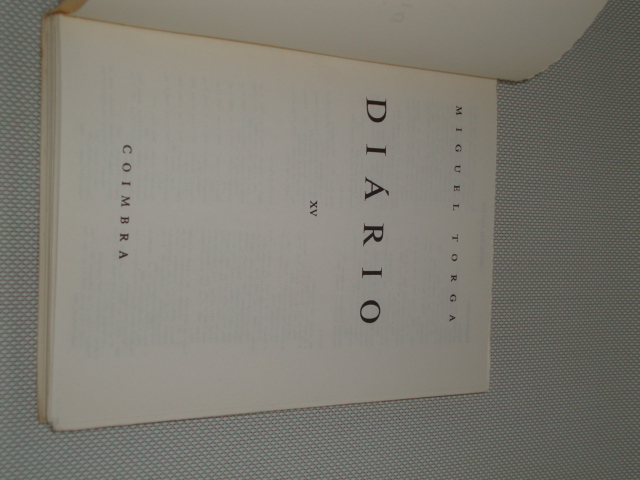 MIGUEL TORGA
DIÁRIO
XV
COIMBRA